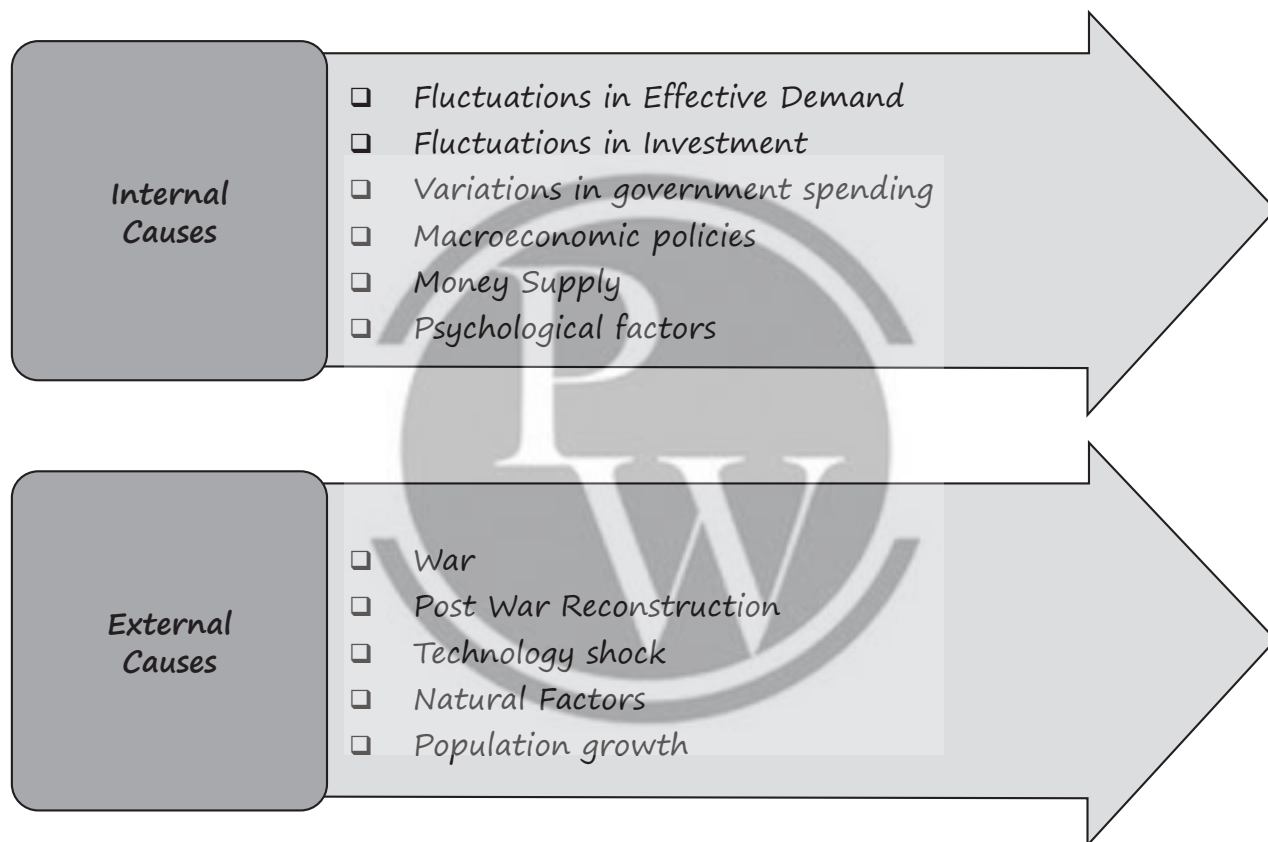 Internal
Causes
❑ Fluctuations in Effective Demand
❑ Fluctuations in Investment
❑ Variations in government spending
❑ Macroeconomic policies
❑ Money Supply
❑ Psychological factors
External
Causes
❑ War
❑ Post War Reconstruction
❑ Technology shock
❑ Natural Factors
❑ Population growth
P
W